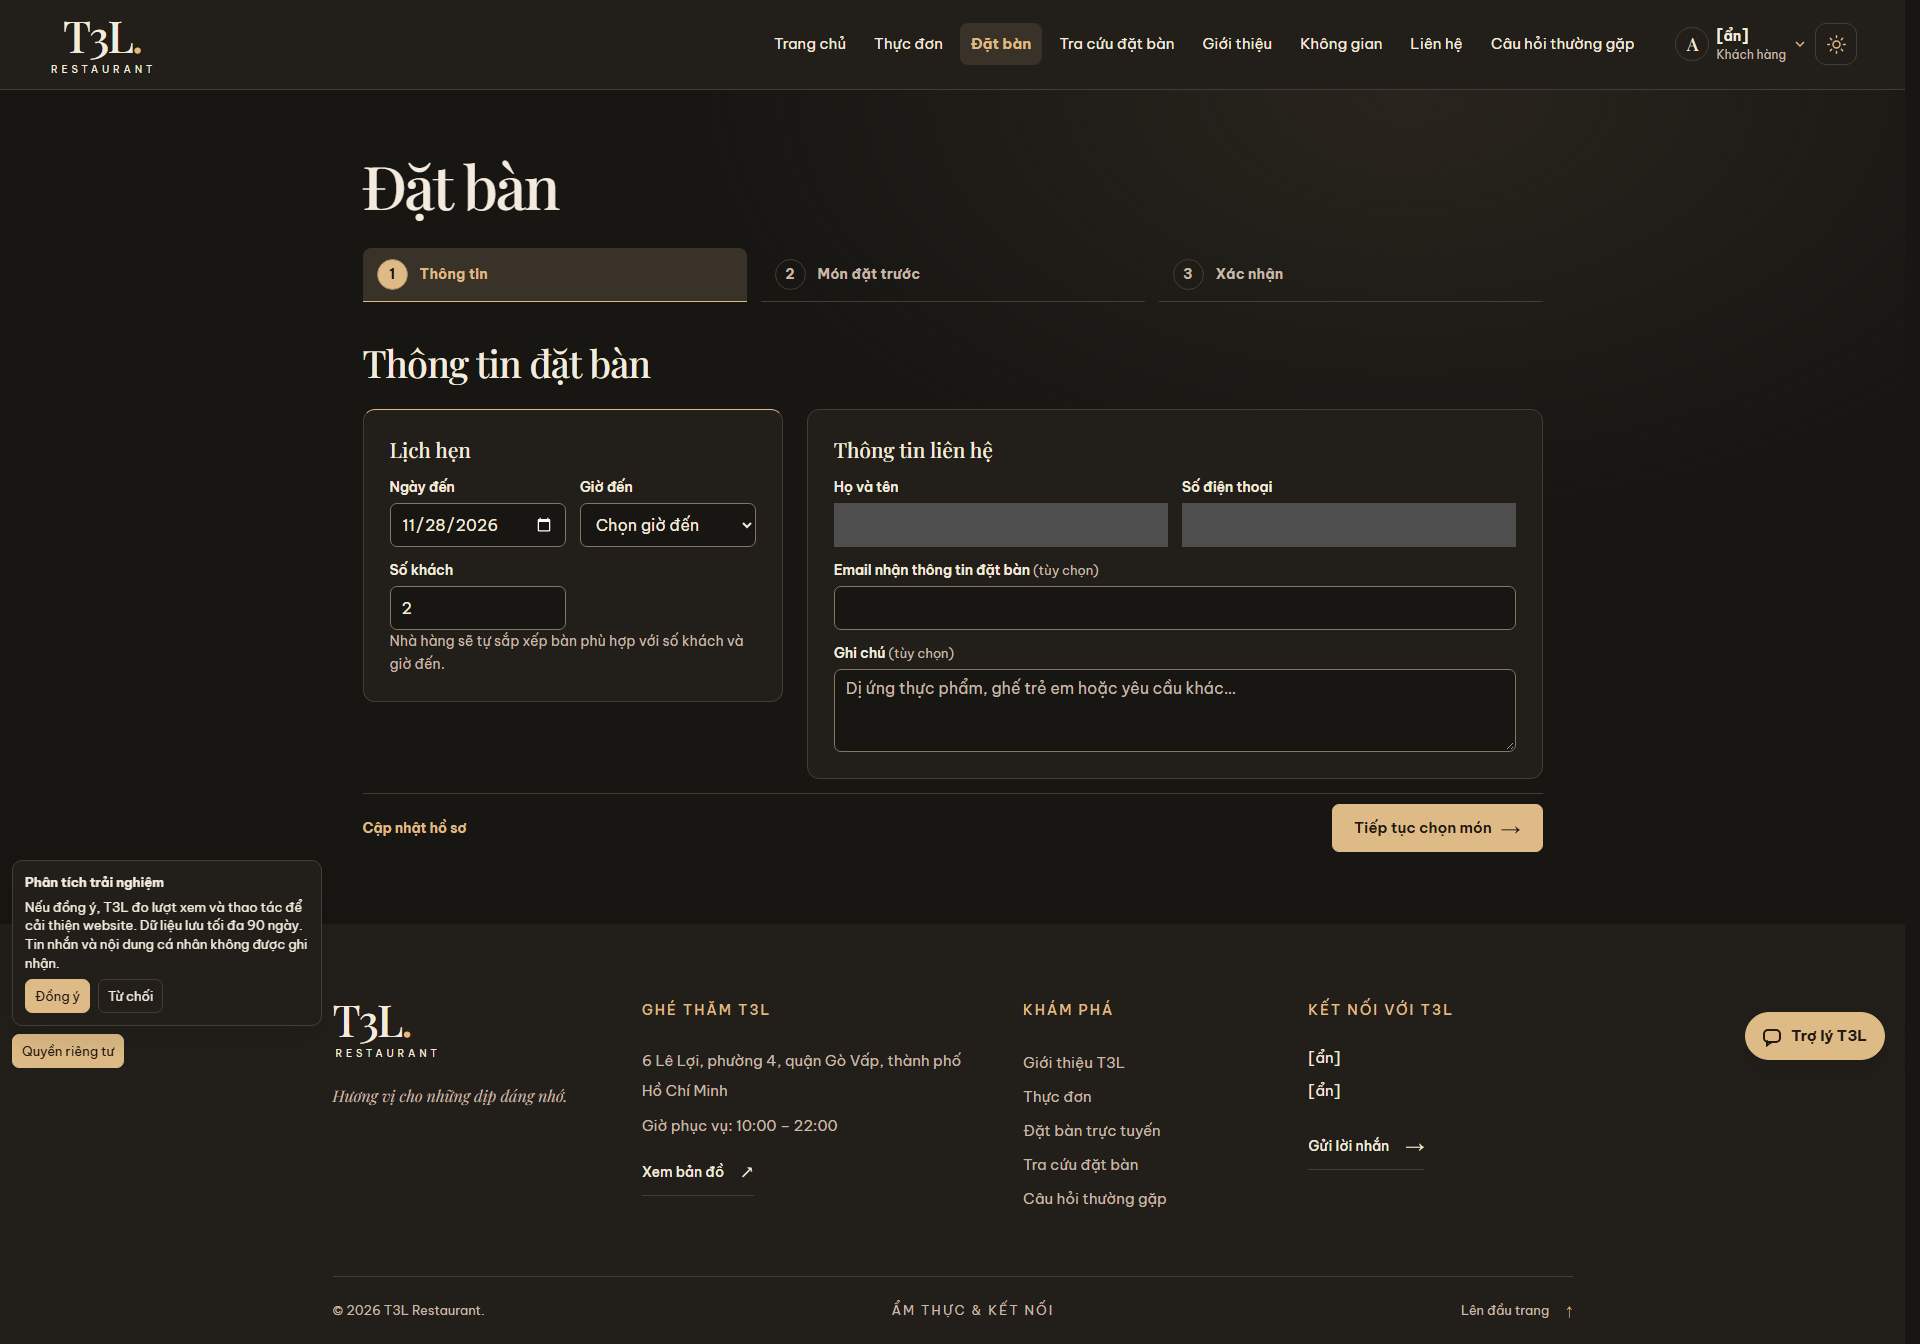 T3L.
RESTAURANT
Trang chủ
Thực đơn
Đặt bàn
Tra cứu đặt bàn
Giới thiệu
Không gian
Liên hệ
Câu hỏi thường gặp
A
[ẩn]
Khách hàng
Đặt bàn
1 Thông tin
2 Món đặt trước
3 Xác nhận
Thông tin đặt bàn
Lịch hẹn
Ngày đến
Giờ đến
11/28/2026
Chọn giờ đến
Số khách
2
Nhà hàng sẽ tự sắp xếp bàn phù hợp với số khách và
giờ đến.
Thông tin liên hệ
Họ và tên
Số điện thoại
Email nhận thông tin đặt bàn (tùy chọn)
Ghi chú (tùy chọn)
Dị ứng thực phẩm, ghế trẻ em hoặc yêu cầu khác...
Cập nhật hồ sơ
Tiếp tục chọn món →
Phân tích trải nghiệm
Nếu đồng ý, T3L đo lượt xem và thao tác để
cải thiện website. Dữ liệu lưu tối đa 90 ngày.
Tin nhắn và nội dung cá nhân không được ghi
nhận.
Đồng ý
Từ chối
Quyền riêng tư
T3L.
RESTAURANT
Hương vị cho những dịp đáng nhớ.
GHÉ THĂM T3L
6 Lê Lợi, phường 4, quận Gò Vấp, thành phố
Hồ Chí Minh
Giờ phục vụ: 10:00 – 22:00
Xem bản đồ ↗
KHÁM PHÁ
Giới thiệu T3L
Thực đơn
Đặt bàn trực tuyến
Tra cứu đặt bàn
Câu hỏi thường gặp
KẾT NỐI VỚI T3L
[ẩn]
[ẩn]
Gửi lời nhắn →
Trợ lý T3L
© 2026 T3L Restaurant.
ẨM THỰC & KẾT NỐI
Lên đầu trang ↑